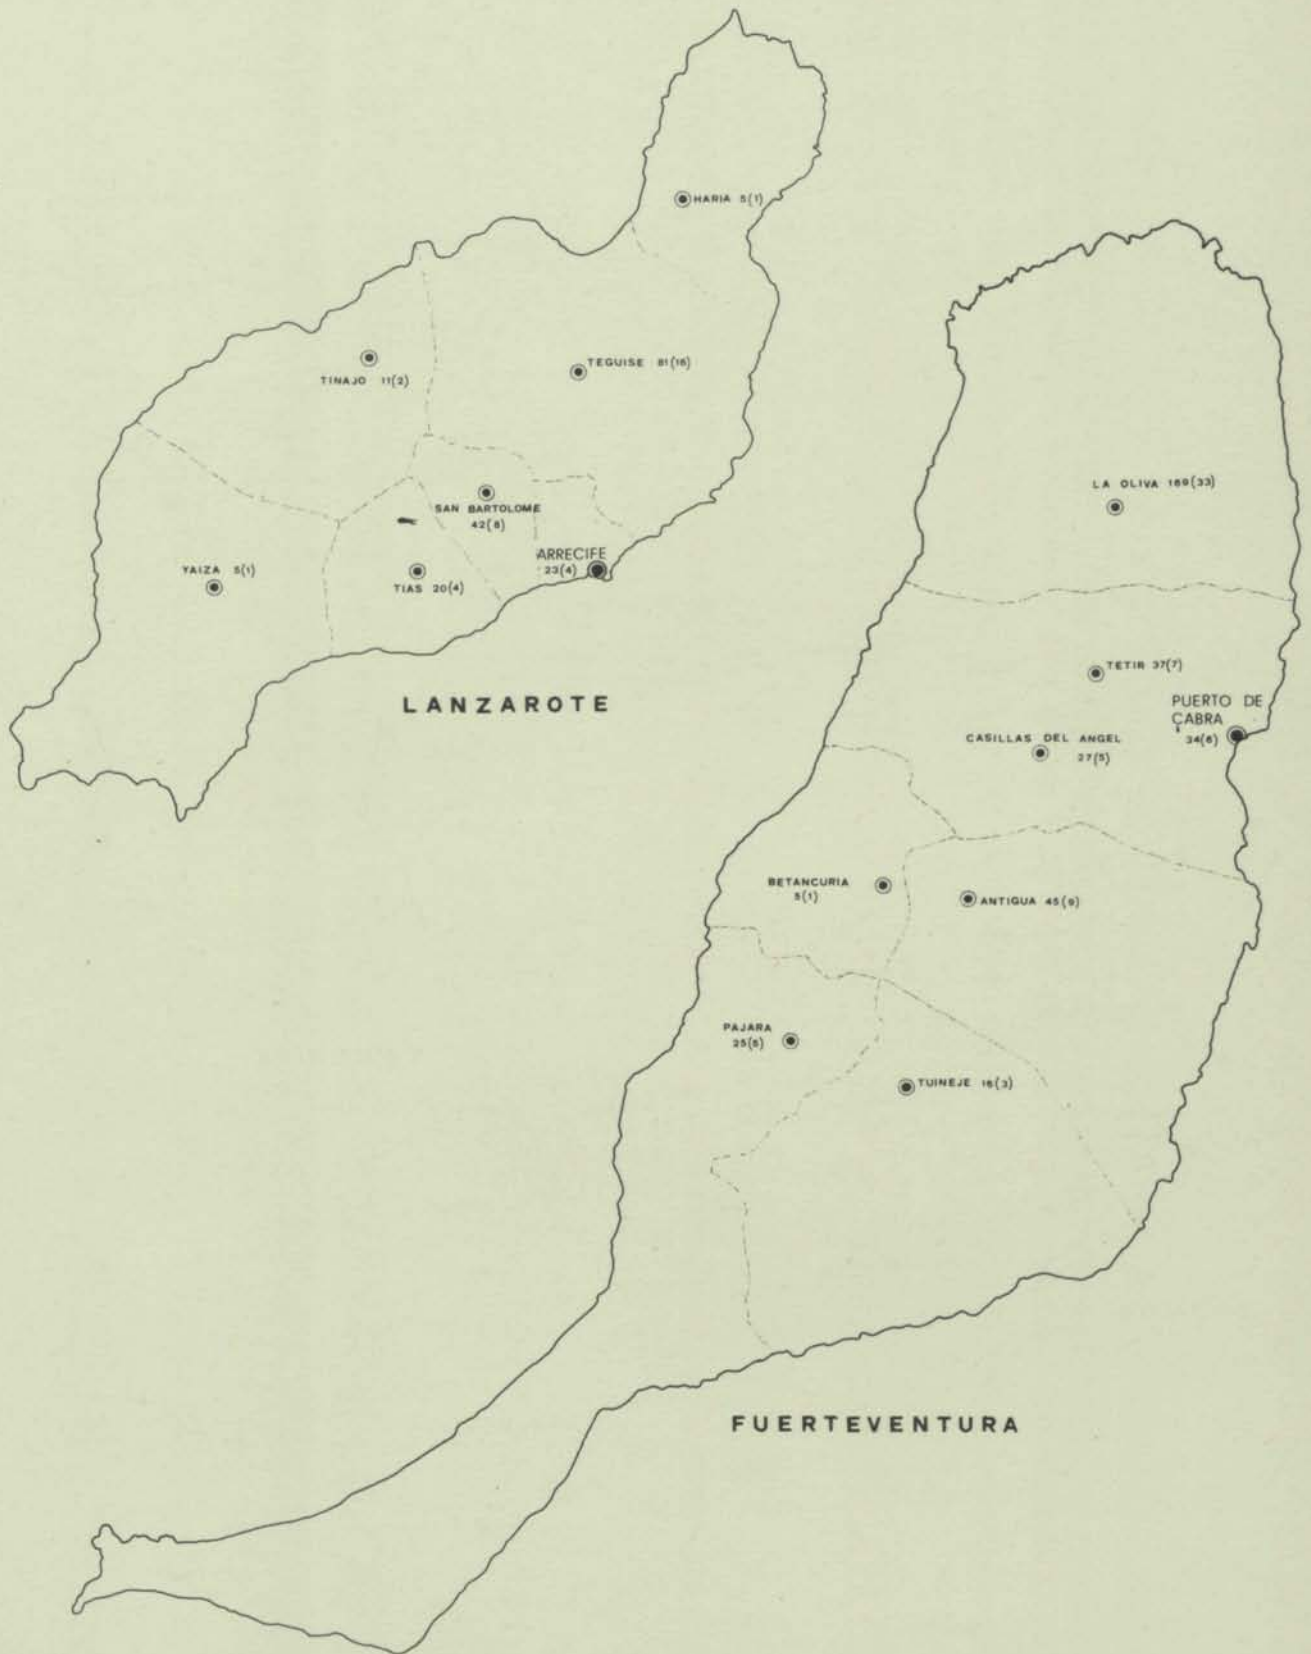 HARIA 5(1)
TEGUISE 81(16)
TINAJO 11(2)
SAN BARTOLOME
42(8)
ARRECIFE
23(4)
YAIZA 5(1)
TIAS 20(4)
LANZAROTE
LA OLIVA 169(33)
TETIR 37(7)
PUERTO DE
CABRA
34(6)
CASILLAS DEL ANGEL
27(5)
BETANCURIA
5(1)
ANTIGUA 45(9)
PAJARA
25(5)
TUINEJE 16(3)
FUERTEVENTURA